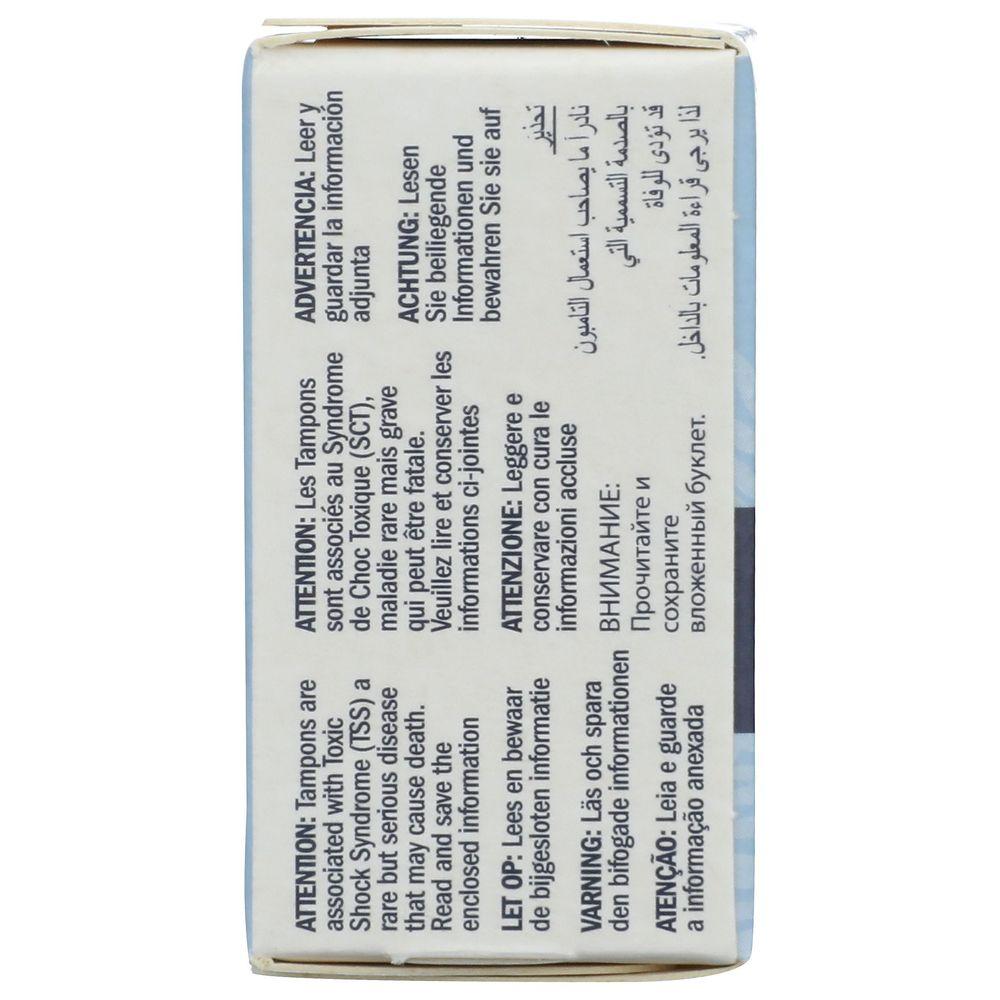 ATTENTION: Tampons are
associated with Toxic
Shock Syndrome (TSS) a
rare but serious disease
that may cause death.
Read and save the
enclosed information
LET OP: Lees en bewaar
de bijgesloten informatie
VARNING: Läs och spara
den bifogade informationen
ATENÇÃO: Leia e guarde
a informação anexada
ATTENTION: Les Tampons
sont associés au Syndrome
de Choc Toxique (SCT),
maladie rare mais grave
qui peut être fatale.
Veuillez lire et conserver les
informations ci-jointes
ATTENZIONE: Leggere e
conservare con cura le
informazioni accluse
ВНИМАНИЕ:
Прочитайте и
сохраните
вложенный буклет.
ADVERTENCIA: Leer y
guardar la información
adjunta
ACHTUNG: Lesen
Sie beiliegende
Informationen und
bewahren Sie sie auf
تحذير
نادر أ ما يصاحب استعمال التامبون
بالصدمة التسممية التي
قد تؤدى للوفاة
لذا يرجى قراءة المعلومات بالداخل.